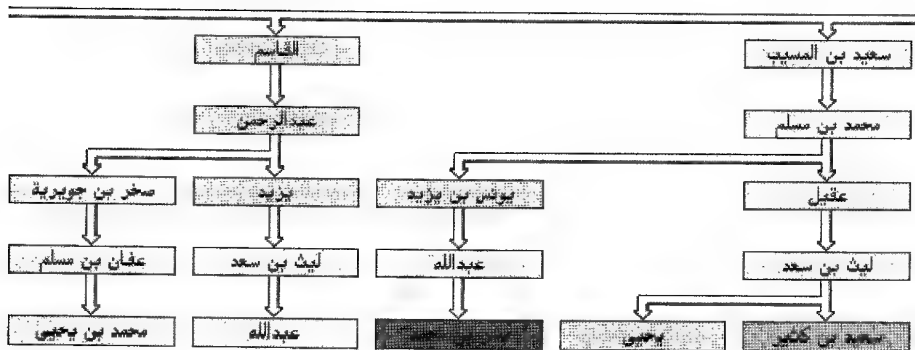 سعيد بن المسيب القاسم
محمد بن مسلم عبدالرحمن
عقيل يونس بن يزيد يزيد صخر بن جويرية
ليث بن سعد عبدالله ليث بن سعد عفان بن مسلم
سعيد بن كثير يحيى عبدالله محمد بن يحيى